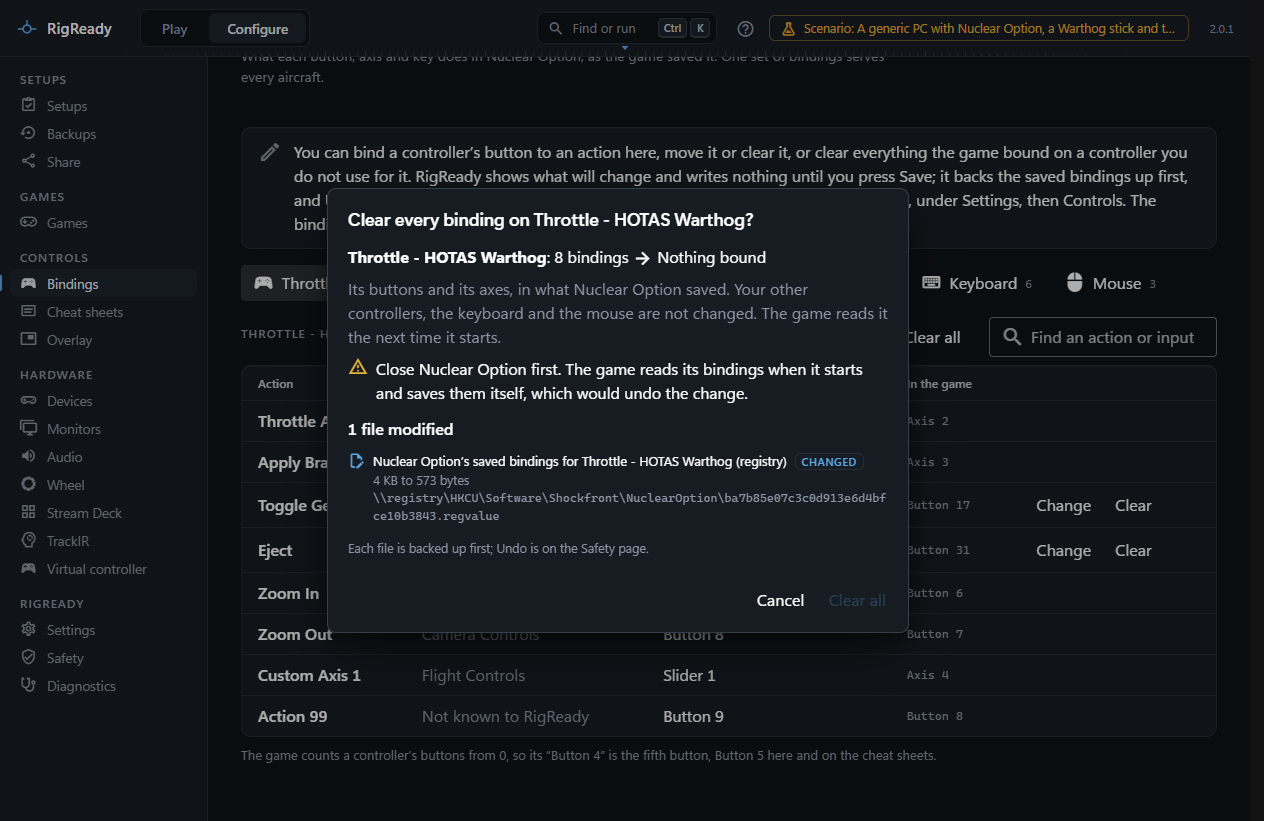 RigReady
Play
Configure
Find or run
Ctrl
K
Scenario: A generic PC with Nuclear Option, a Warthog stick and t...
2.0.1
SETUPS
Setups
Backups
Share
GAMES
Games
CONTROLS
Bindings
Cheat sheets
Overlay
HARDWARE
Devices
Monitors
Audio
Wheel
Stream Deck
TrackIR
Virtual controller
RIGREADY
Settings
Safety
Diagnostics
What each button, axis and key does in Nuclear Option, as the game saved it. One set of bindings serves
every aircraft.
You can bind a controller's button to an action here, move it or clear it, or clear everything the game bound on a controller you
do not use for it. RigReady shows what will change and writes nothing until you press Save; it backs the saved bindings up first,
and
, under Settings, then Controls. The
Keyboard 6
Mouse 3
THROTTLE - H
Clear all
Find an action or input
Action
In the game
Throttle A
Axis 2
Apply Bra
Axis 3
Toggle Ge
Button 17
Change
Clear
Eject
Button 31
Change
Clear
Zoom In
Button 6
Zoom Out
Camera Controls
Button 8
Button 7
Custom Axis 1
Flight Controls
Slider 1
Axis 4
Action 99
Not known to RigReady
Button 9
Button 8
The game counts a controller's buttons from 0, so its "Button 4" is the fifth button, Button 5 here and on the cheat sheets.
Clear every binding on Throttle - HOTAS Warthog?
Throttle - HOTAS Warthog: 8 bindings → Nothing bound
Its buttons and its axes, in what Nuclear Option saved. Your other
controllers, the keyboard and the mouse are not changed. The game reads it
the next time it starts.
Close Nuclear Option first. The game reads its bindings when it starts
and saves them itself, which would undo the change.
1 file modified
Nuclear Option's saved bindings for Throttle - HOTAS Warthog (registry) CHANGED
4 KB to 573 bytes
\\registry\HKCU\Software\Shockfront\NuclearOption\ba7b85e07c3c0d913e6d4bf
ce10b3843.regvalue
Each file is backed up first; Undo is on the Safety page.
Cancel
Clear all